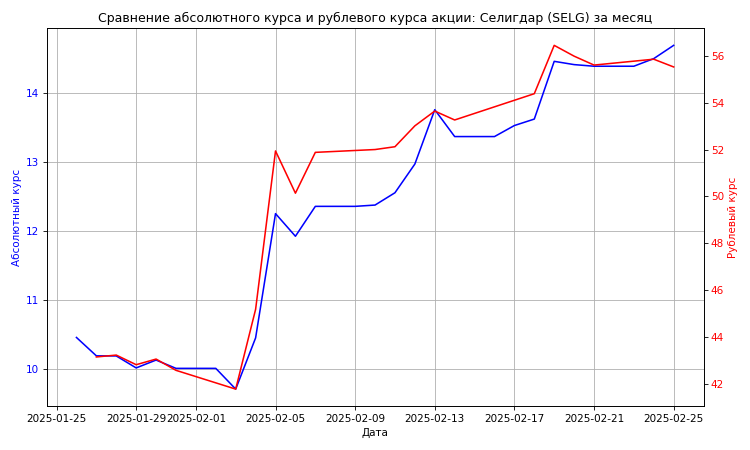 Сравнение абсолютного курса и рублевого курса акции: Селигдар (SELG) за месяц
Абсолютный курс
14
13
12
11
10
56
54
52
50
48
46
44
42
Рублевый курс
2025-01-25 2025-01-29 2025-02-01 2025-02-05 2025-02-09 2025-02-13 2025-02-17 2025-02-21 2025-02-25
Дата